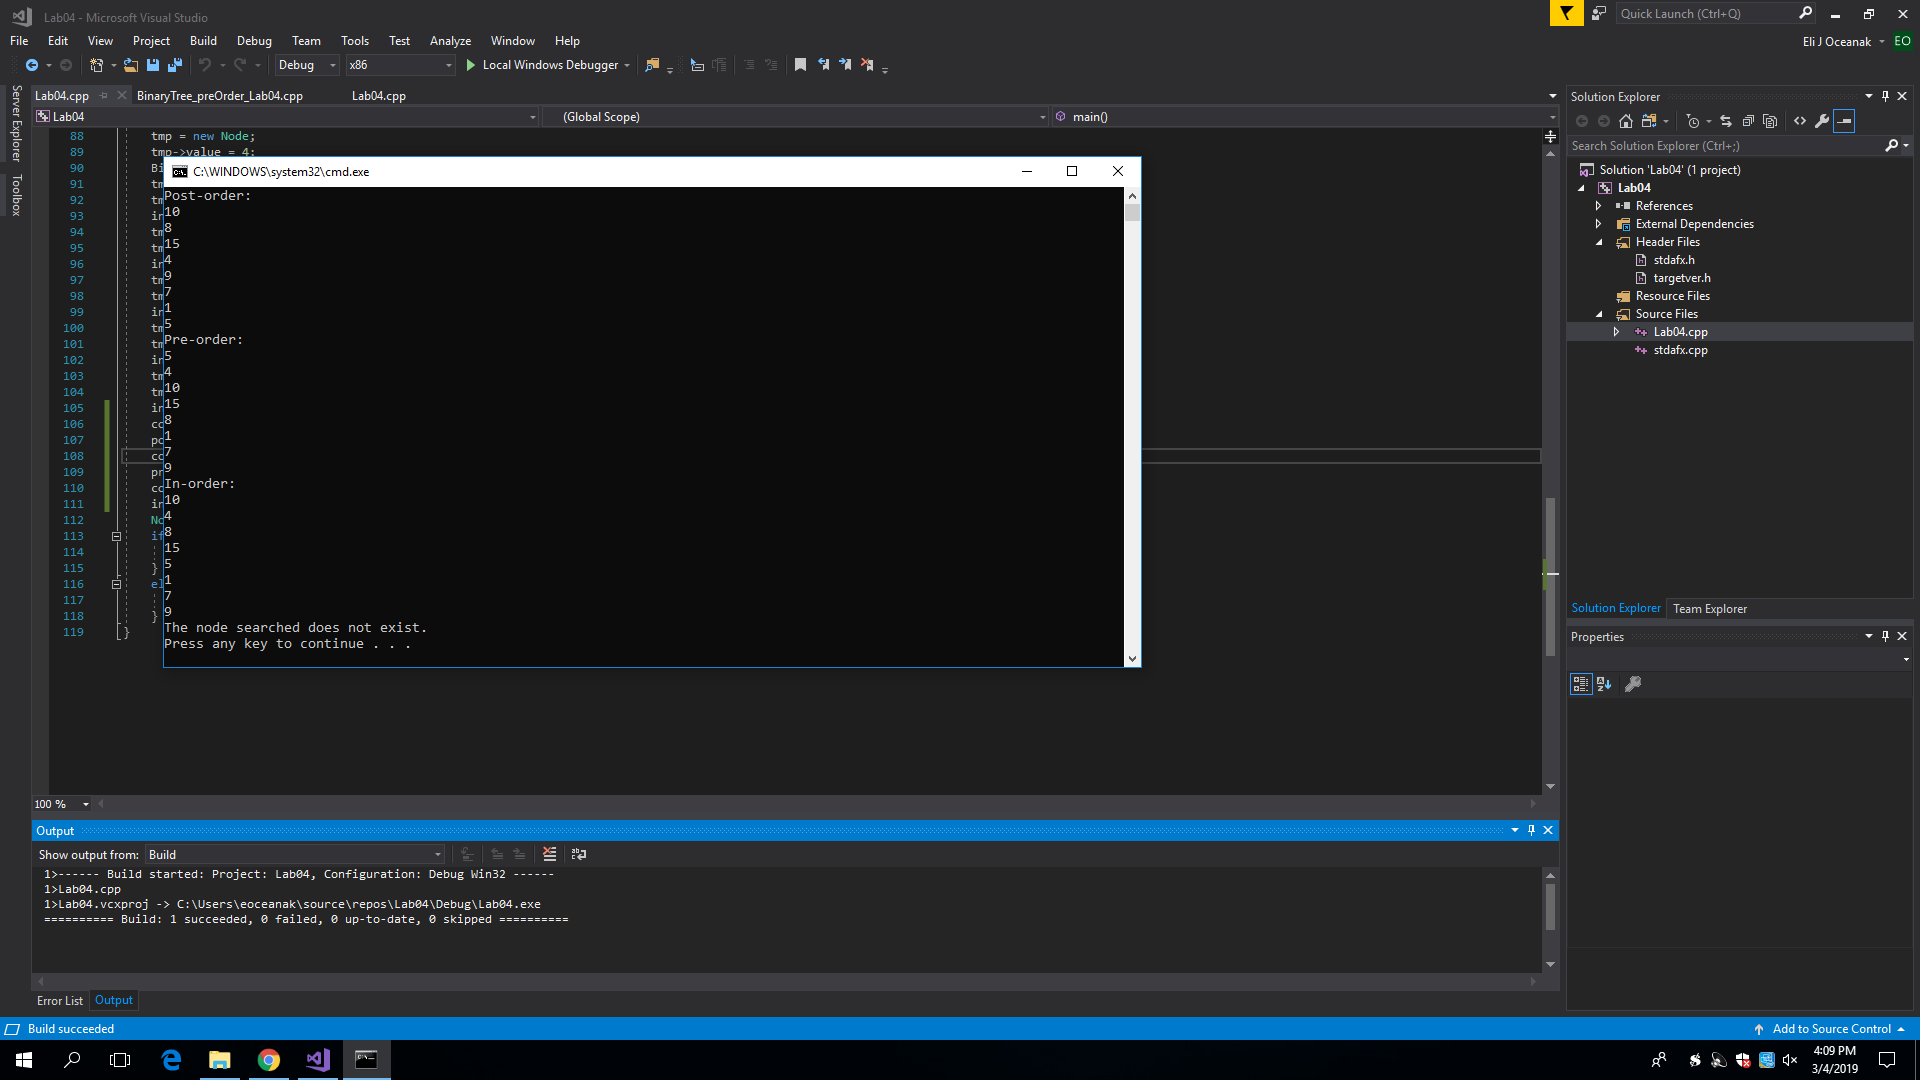 Lab04 - Microsoft Visual Studio
Quick Launch (Ctrl+Q)
File Edit View Project Build Debug Team Tools Test Analyze Window Help
Eli J Oceanak EO
Debug x86 Local Windows Debugger
Server Explorer
Toolbox
Lab04.cpp BinaryTree_preOrder_Lab04.cpp Lab04.cpp
Lab04 (Global Scope) main()
88 tmp = new Node;
89 tmp->value = 4;
90 Bi
91 tm
92 tm
93 in
94 tm
95 tm
96 in
97 tm
98 tm
99 in
100 tm
101 tm
102 in
103 tm
104 tm
105 in
106 co
107 po
108 co
109 pr
110 co
111 in
112 No
113 if
114
115 }
116 el
117
118 }
119 }
C:\WINDOWS\system32\cmd.exe
Post-order:
10
8
15
4
9
7
1
5
Pre-order:
5
4
10
15
8
1
7
9
In-order:
10
4
8
15
5
1
7
9
The node searched does not exist.
Press any key to continue . . .
100 %
Output
Show output from: Build
1>------ Build started: Project: Lab04, Configuration: Debug Win32 ------
1>Lab04.cpp
1>Lab04.vcxproj -> C:\Users\eoceanak\source\repos\Lab04\Debug\Lab04.exe
========== Build: 1 succeeded, 0 failed, 0 up-to-date, 0 skipped ==========
Error List Output
Solution Explorer
Search Solution Explorer (Ctrl+;)
Solution 'Lab04' (1 project)
Lab04
References
External Dependencies
Header Files
stdafx.h
targetver.h
Resource Files
Source Files
Lab04.cpp
stdafx.cpp
Solution Explorer Team Explorer
Properties
Build succeeded
Add to Source Control
4:09 PM
3/4/2019